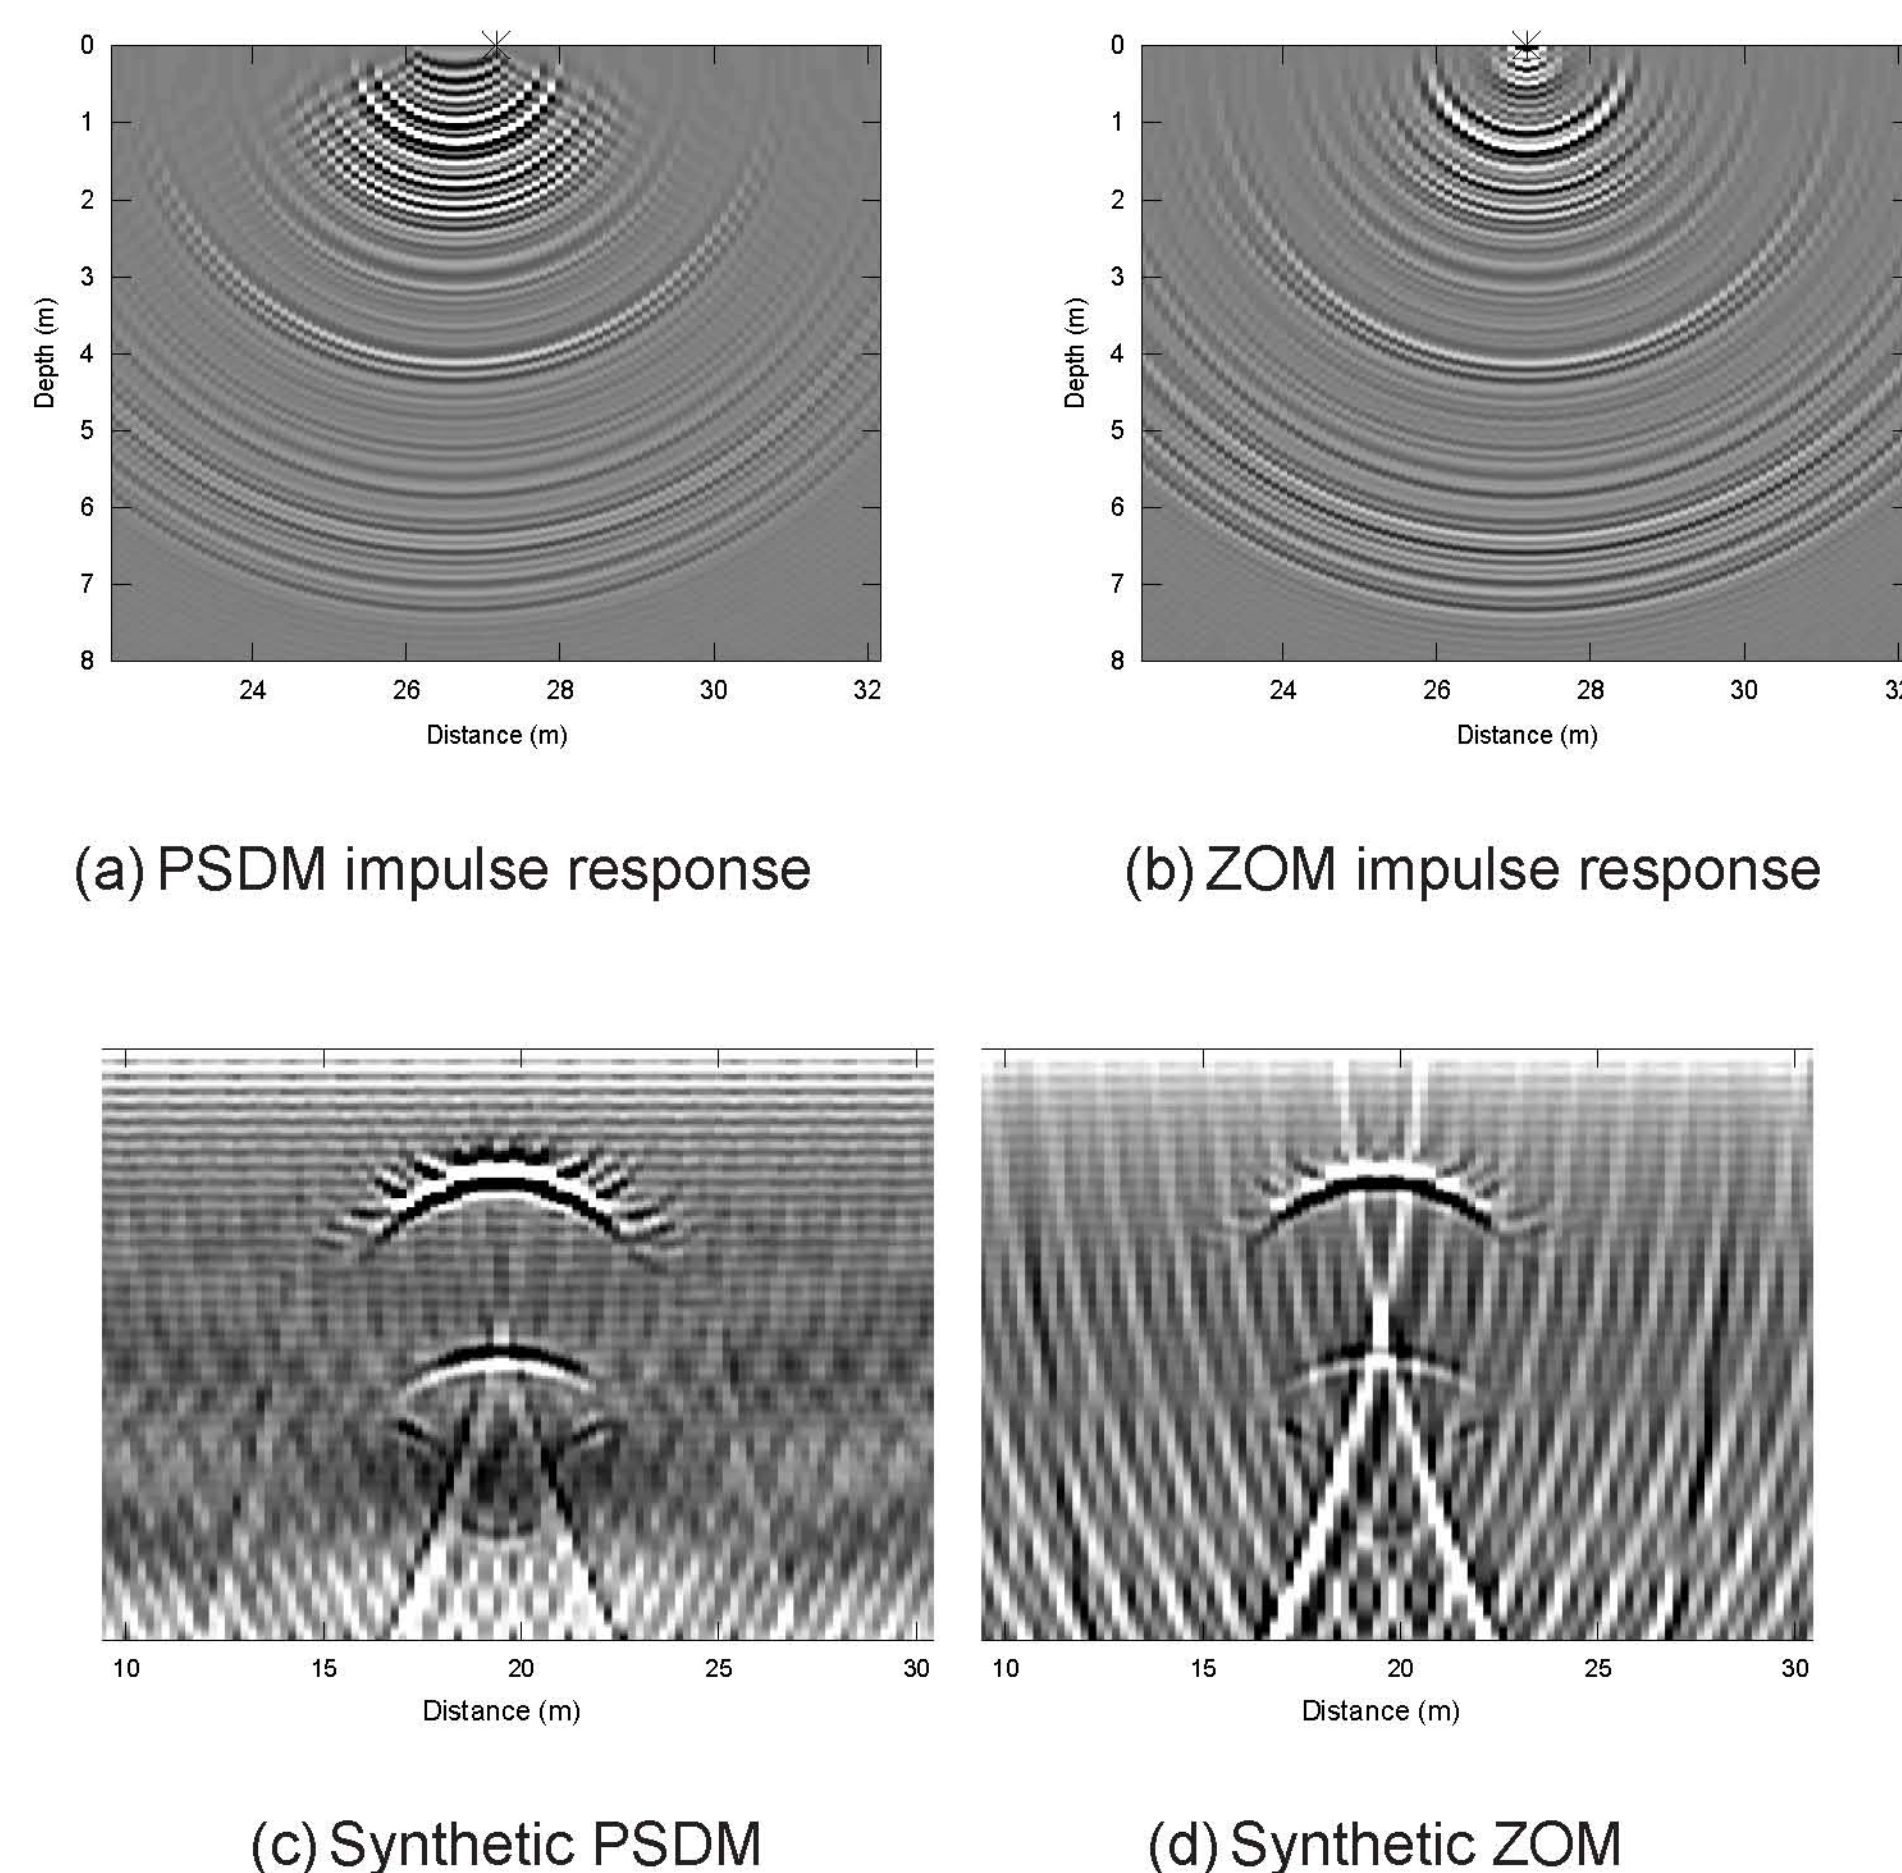 0
1
2
3
4
5
6
7
8
Depth (m)
24 26 28 30 32
Distance (m)
(a) PSDM impulse response
0
1
2
3
4
5
6
7
8
Depth (m)
24 26 28 30
Distance (m)
(b) ZOM impulse response
10 15 20 25 30
Distance (m)
(c) Synthetic PSDM
10 15 20 25 30
Distance (m)
(d) Synthetic ZOM